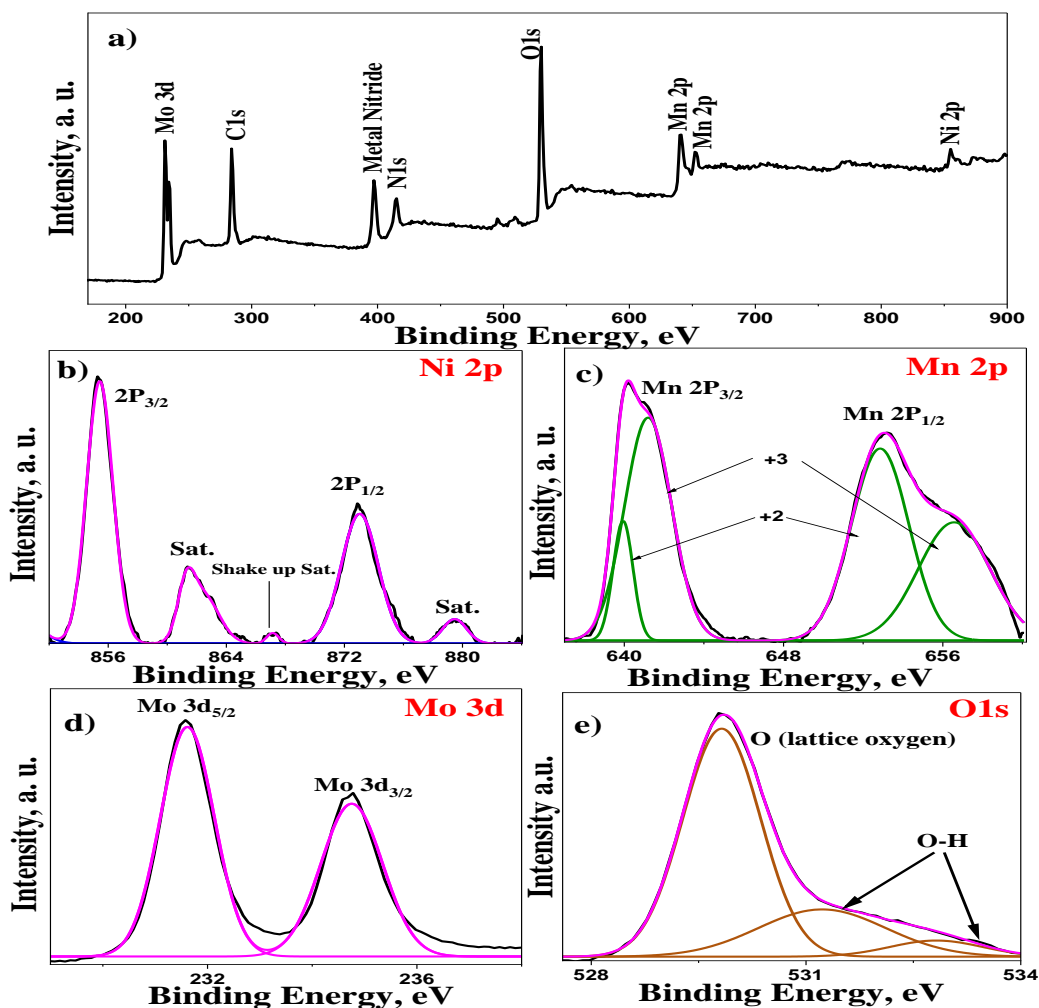 a)
Mo 3d
C1s
Metal Nitride
N1s
O1s
Mn 2p
Mn 2p
Ni 2p
Intensity, a. u.
200 300 400 500 600 700 800 900
Binding Energy, eV
b)
Ni 2p
2P3/2
Sat.
Shake up Sat.
2P1/2
Sat.
Intensity, a. u.
856 864 872 880
Binding Energy, eV
c)
Mn 2p
Mn 2P3/2
Mn 2P1/2
+3
+2
Intensity, a. u.
640 648 656
Binding Energy, eV
d)
Mo 3d
Mo 3d5/2
Mo 3d3/2
Intensity, a. u.
232 236
Binding Energy, eV
e)
O1s
O (lattice oxygen)
O-H
Intensity a.u.
528 531 534
Binding Energy, eV